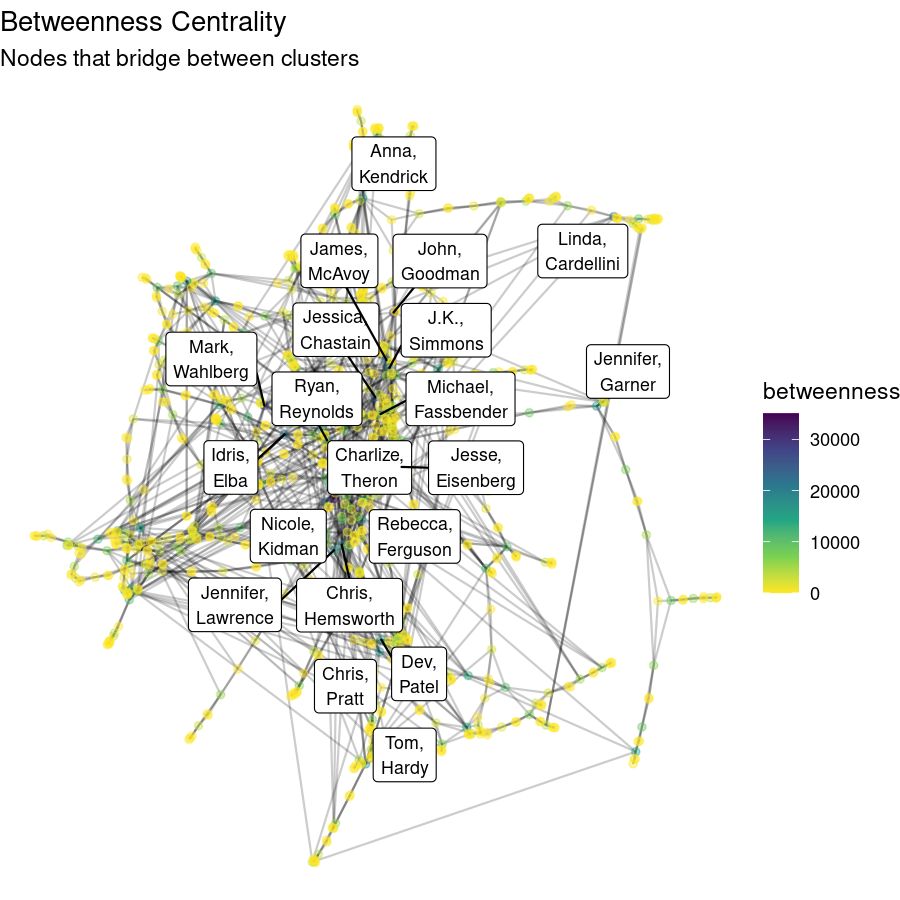 Betweenness Centrality
Nodes that bridge between clusters
Anna,
Kendrick
James,
McAvoy
John,
Goodman
Linda,
Cardellini
Jessica,
Chastain
J.K.,
Simmons
Mark,
Wahlberg
Jennifer,
Garner
Ryan,
Reynolds
Michael,
Fassbender
Idris,
Elba
Charlize,
Theron
Jesse,
Eisenberg
Nicole,
Kidman
Rebecca,
Ferguson
Jennifer,
Lawrence
Chris,
Hemsworth
Chris,
Pratt
Dev,
Patel
Tom,
Hardy
betweenness
30000
20000
10000
0